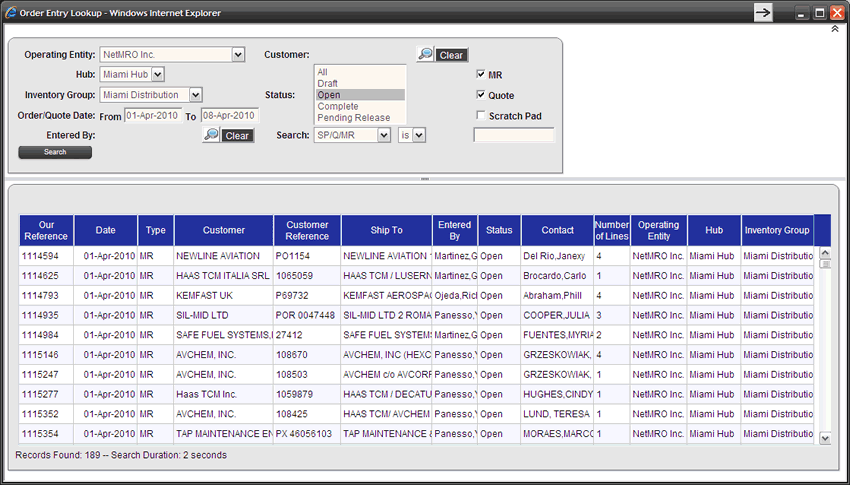 Order Entry Lookup - Windows Internet Explorer
Operating Entity: NetMRO Inc. Customer: Clear
Hub: Miami Hub All MR
Draft
Inventory Group: Miami Distribution Status: Open Quote
Complete
Order/Quote Date: From 01-Apr-2010 To 08-Apr-2010 Pending Release Scratch Pad
Entered By: Clear Search: SP/Q/MR is
Search
Our Reference Date Type Customer Customer Reference Ship To Entered By Status Contact Number of Lines Operating Entity Hub Inventory Group
1114594 01-Apr-2010 MR NEWLINE AVIATION PO1154 NEWLINE AVIATION Martinez,G Open Del Rio,Janexy 4 NetMRO Inc. Miami Hub Miami Distributio
1114625 01-Apr-2010 MR HAAS TCM ITALIA SRL 1065059 HAAS TCM / LUSERN Panesso,Y Open Brocardo,Carlo 1 NetMRO Inc. Miami Hub Miami Distributio
1114793 01-Apr-2010 MR KEMFAST UK P69732 KEMFAST AEROSPAC Ojeda,Ric Open Abraham,Phill 4 NetMRO Inc. Miami Hub Miami Distributio
1114935 01-Apr-2010 MR SIL-MID LTD POR 0047448 SIL-MID LTD 2 ROMA Panesso,Y Open COOPER,JULIA 3 NetMRO Inc. Miami Hub Miami Distributio
1114984 01-Apr-2010 MR SAFE FUEL SYSTEMS, 27412 SAFE FUEL SYSTEMS Martinez,G Open FUENTES,MYRIA 2 NetMRO Inc. Miami Hub Miami Distributio
1115146 01-Apr-2010 MR AVCHEM, INC. 108670 AVCHEM, INC (HEXC Panesso,Y Open GRZESKOWIAK, 4 NetMRO Inc. Miami Hub Miami Distributio
1115247 01-Apr-2010 MR AVCHEM, INC. 108503 AVCHEM c/o AVCORP Panesso,Y Open GRZESKOWIAK, 1 NetMRO Inc. Miami Hub Miami Distributio
1115277 01-Apr-2010 MR Haas TCM Inc. 1059879 HAAS TCM / DECATU Panesso,Y Open HUGHES,CINDY 1 NetMRO Inc. Miami Hub Miami Distributio
1115352 01-Apr-2010 MR AVCHEM, INC. 108425 HAAS TCM/ AVCHEM Panesso,Y Open LUND, TERESA 1 NetMRO Inc. Miami Hub Miami Distributio
1115354 01-Apr-2010 MR TAP MAINTENANCE EN PX 46056103 TAP MAINTENANCE & Panesso,Y Open MORAES,MARCO 1 NetMRO Inc. Miami Hub Miami Distributio
Records Found: 189 -- Search Duration: 2 seconds